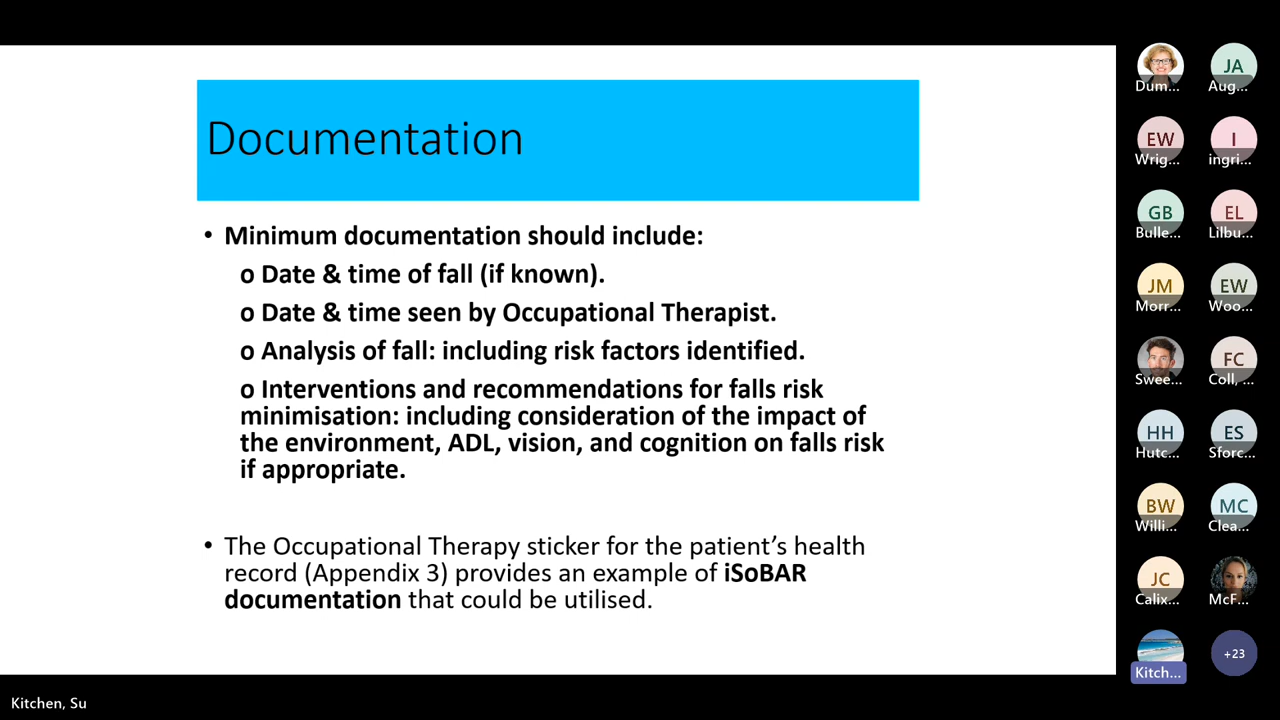 Documentation
• Minimum documentation should include:
o Date & time of fall (if known).
o Date & time seen by Occupational Therapist.
o Analysis of fall: including risk factors identified.
o Interventions and recommendations for falls risk
minimisation: including consideration of the impact of
the environment, ADL, vision, and cognition on falls risk
if appropriate.
• The Occupational Therapy sticker for the patient’s health
record (Appendix 3) provides an example of iSoBAR
documentation that could be utilised.
Dum...
JA
Aug...
EW
Wrig...
I
ingri...
GB
Bulle...
EL
Lilbu...
JM
Morr...
EW
Woo...
Swee...
FC
Coll, ...
HH
Hutc...
ES
Sforc...
BW
Willi...
MC
Clea...
JC
Calix...
McF...
Kitch...
+23
Kitchen, Su